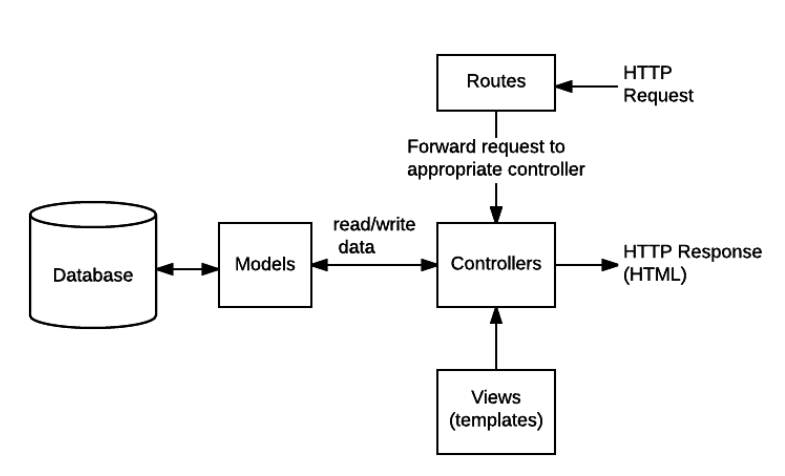 Routes
HTTP
Request
Forward request to
appropriate controller
Database
Models
read/write
data
Controllers
HTTP Response
(HTML)
Views
(templates)